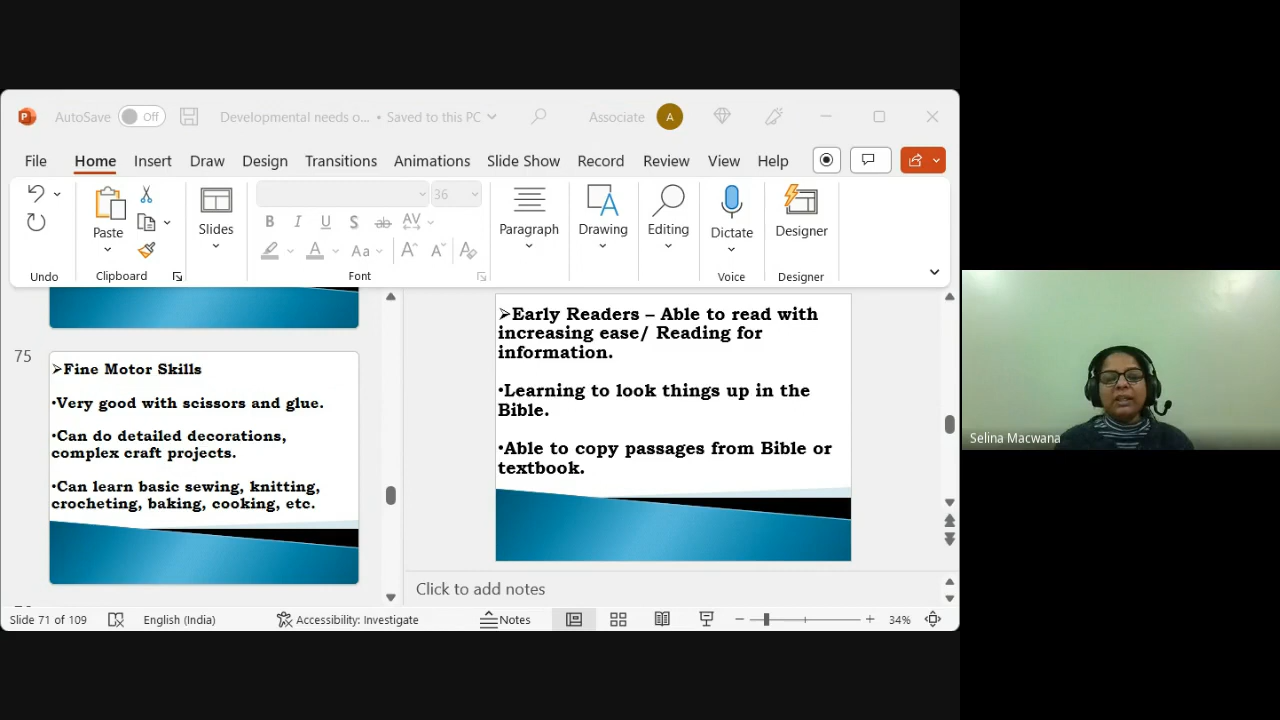 AutoSave Off Developmental needs o... • Saved to this PC Associate A
File Home Insert Draw Design Transitions Animations Slide Show Record Review View Help
36
Paste Slides B I U S ab AV Paragraph Drawing Editing Dictate Designer
A Aa A A A
Undo Clipboard Font Voice Designer
75
➢Fine Motor Skills
•Very good with scissors and glue.
•Can do detailed decorations,
complex craft projects.
•Can learn basic sewing, knitting,
crocheting, baking, cooking, etc.
➢Early Readers – Able to read with
increasing ease/ Reading for
information.
•Learning to look things up in the
Bible.
•Able to copy passages from Bible or
textbook.
Click to add notes
Slide 71 of 109 English (India) Accessibility: Investigate Notes 34%
Selina Macwana